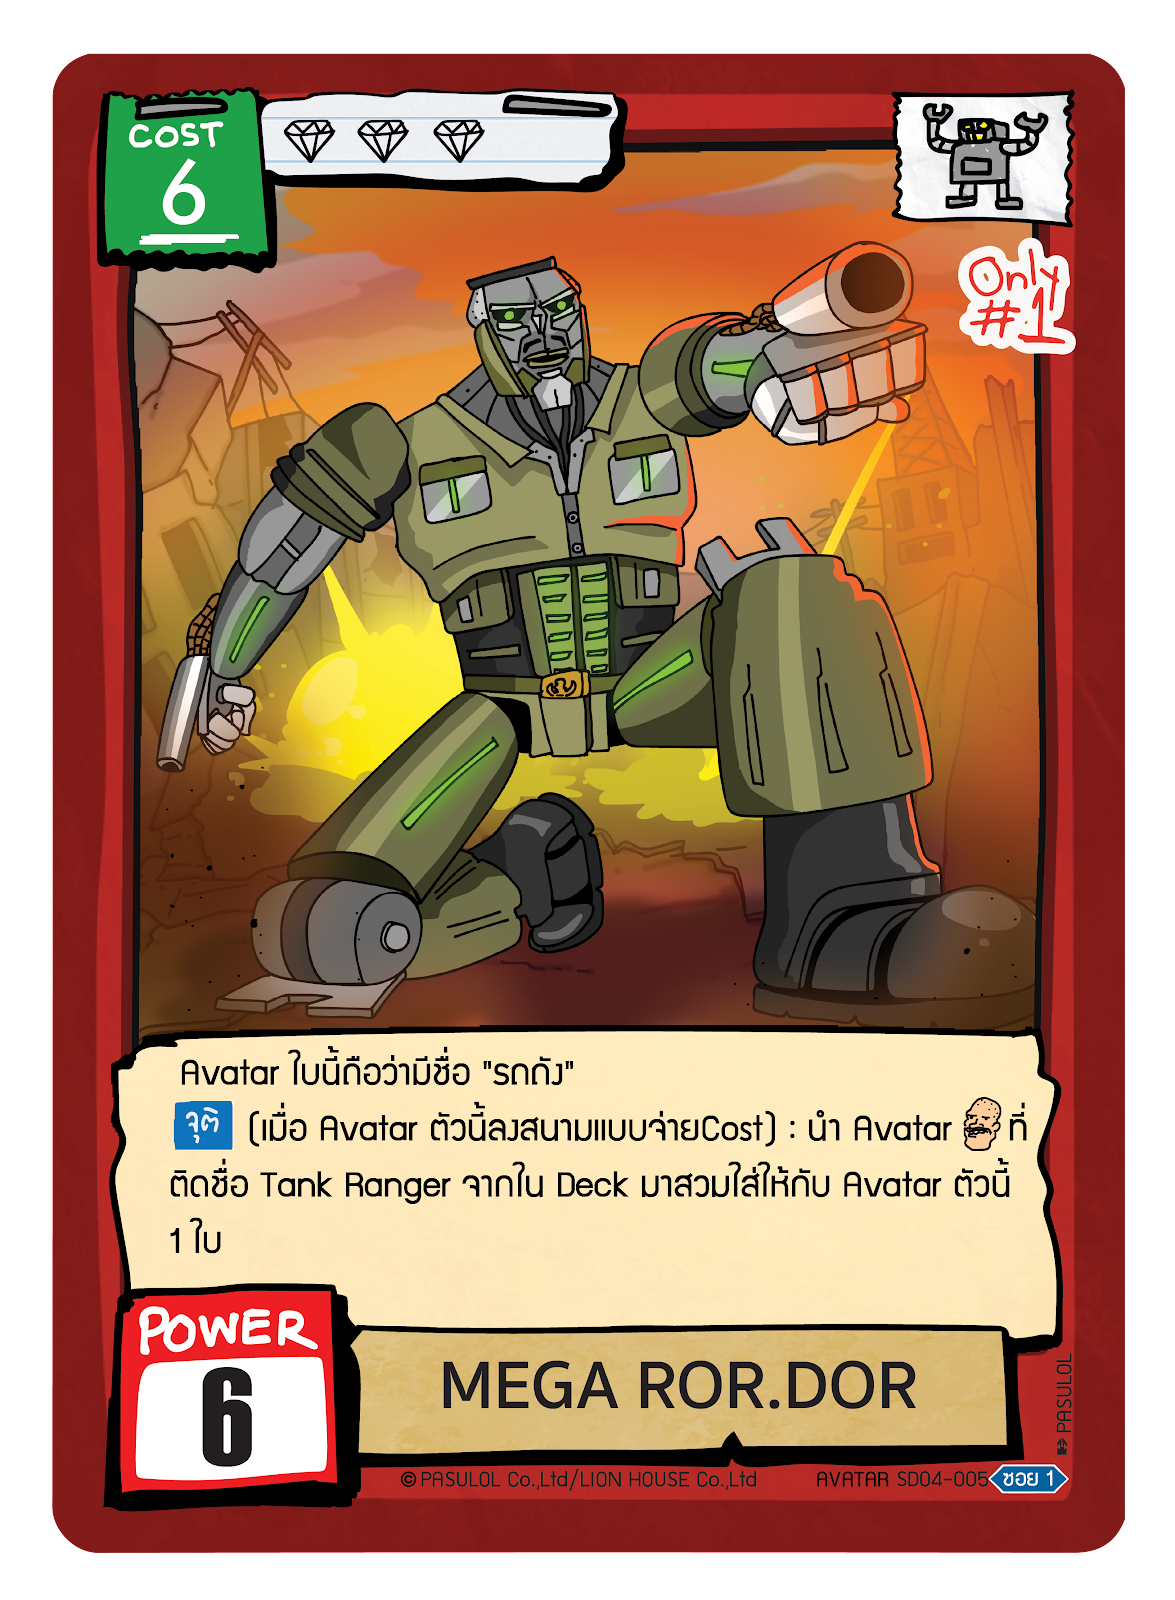 COST
6
Only
#1
Avatar ใบนี้ถือว่ามีชื่อ "รถถัง"
จุติ (เมื่อ Avatar ตัวนี้ลงสนามแบบจ่ายCost) : นำ Avatar ที่
ติดชื่อ Tank Ranger จากใน Deck มาสวมใส่ให้กับ Avatar ตัวนี้
1 ใบ
POWER
6
MEGA ROR.DOR
PASULOL
© PASULOL Co.,Ltd/LION HOUSE Co.,Ltd
AVATAR SD04-005 ซอย 1